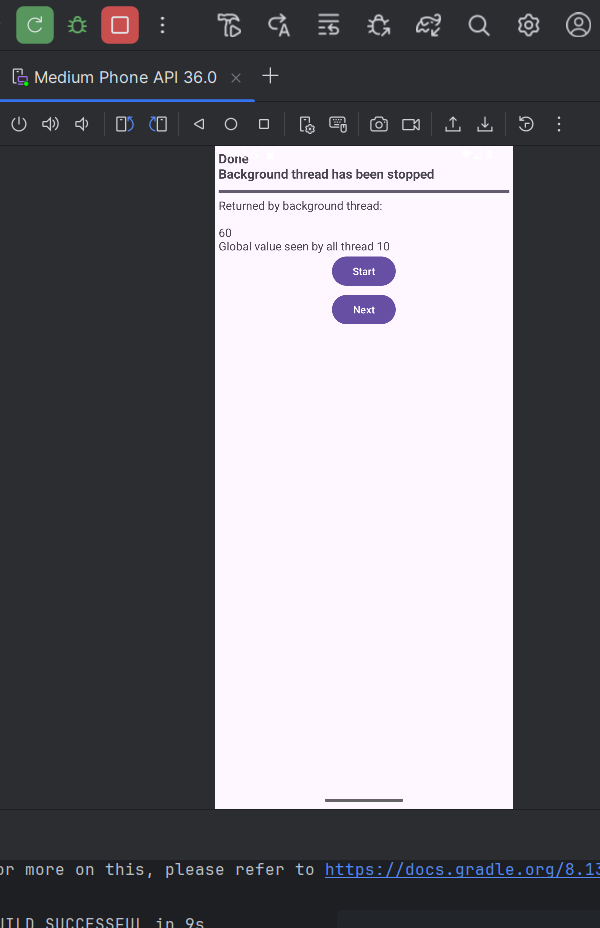 Medium Phone API 36.0
Done
Background thread has been stopped
Returned by background thread:
60
Global value seen by all thread 10
Start
Next
or more on this, please refer to https://docs.gradle.org/8.13
UILD SUCCESSFUL in 9s